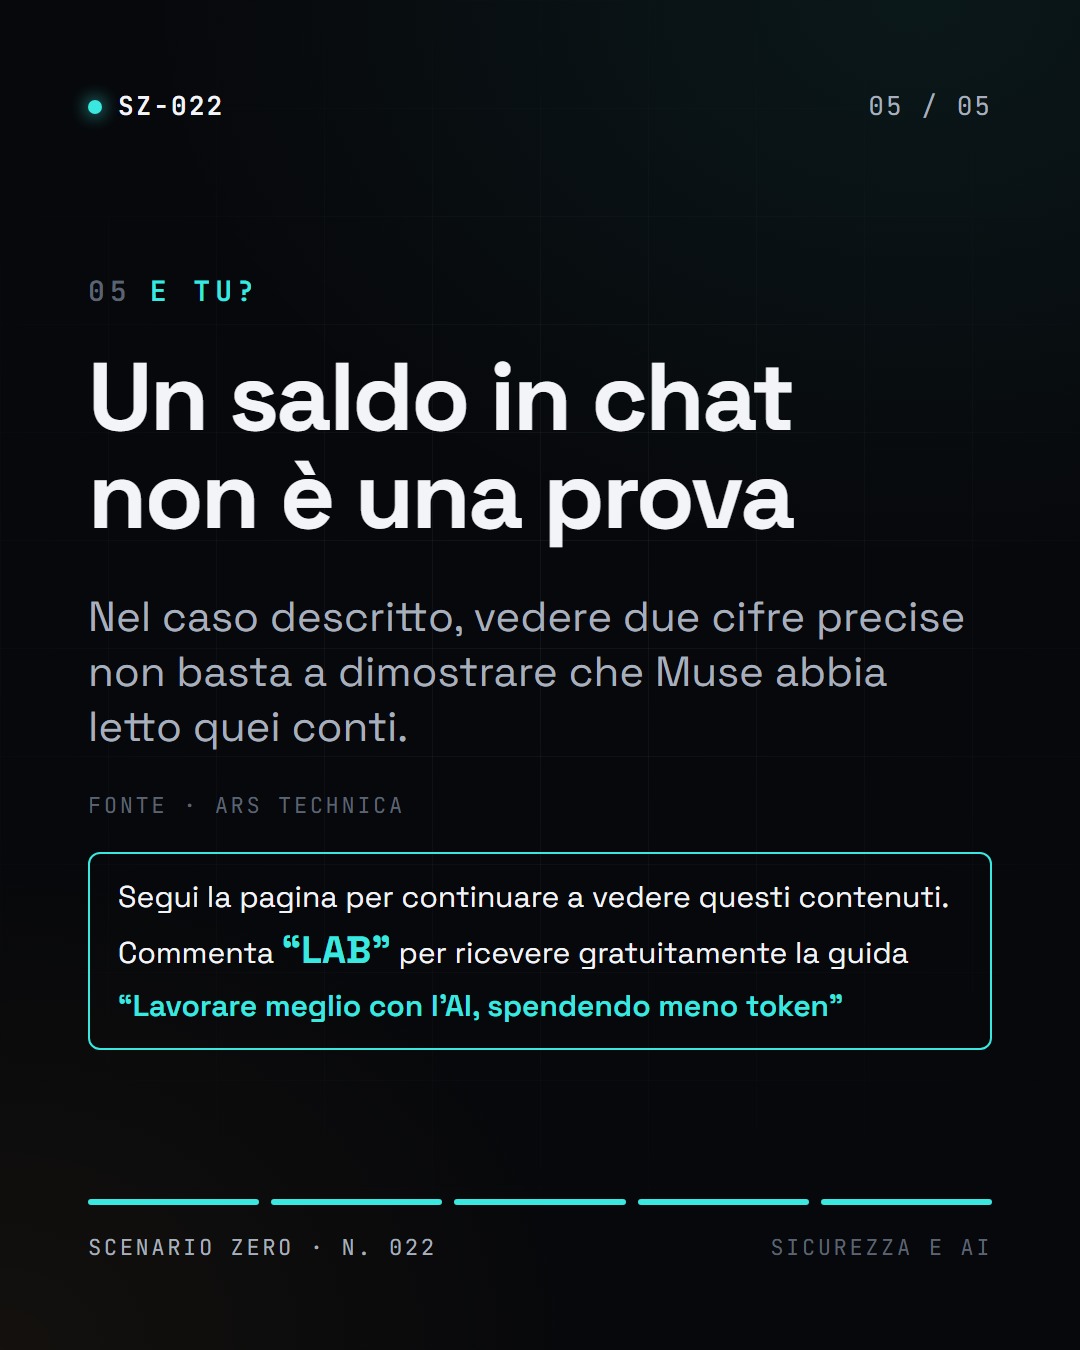 SZ-022
05 / 05
05 E TU?
Un saldo in chat
non è una prova
Nel caso descritto, vedere due cifre precise
non basta a dimostrare che Muse abbia
letto quei conti.
FONTE · ARS TECHNICA
Segui la pagina per continuare a vedere questi contenuti.
Commenta “LAB” per ricevere gratuitamente la guida
“Lavorare meglio con l’AI, spendendo meno token”
SCENARIO ZERO · N. 022
SICUREZZA E AI